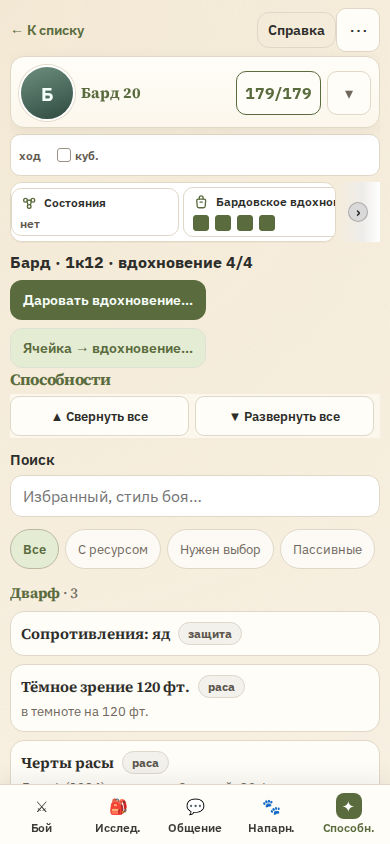 ← К списку
Справка
...
Б
Бард 20
179/179
▼
ход
куб.
Состояния
нет
Бардовское вдохнов
›
Бард · 1к12 · вдохновение 4/4
Даровать вдохновение...
Ячейка → вдохновение...
Способности
▲ Свернуть все
▼ Развернуть все
Поиск
Избранный, стиль боя...
Все
С ресурсом
Нужен выбор
Пассивные
Дварф · 3
Сопротивления: яд
защита
Тёмное зрение 120 фт.
раса
в темноте на 120 фт.
Черты расы
раса
Бой
Исслед.
Общение
Напарн.
Способн.